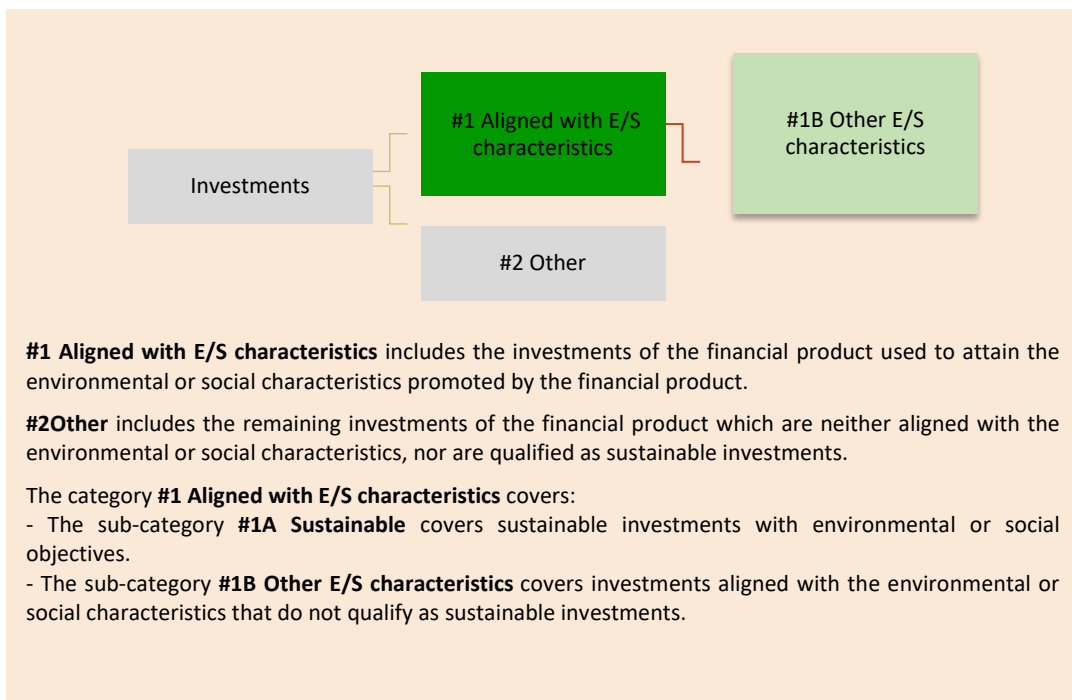 #1 Aligned with E/S
characteristics
#1B Other E/S
characteristics
Investments
#2 Other
#1 Aligned with E/S characteristics includes the investments of the financial product used to attain the
environmental or social characteristics promoted by the financial product.
#2Other includes the remaining investments of the financial product which are neither aligned with the
environmental or social characteristics, nor are qualified as sustainable investments.
The category #1 Aligned with E/S characteristics covers:
- The sub-category #1A Sustainable covers sustainable investments with environmental or social
objectives.
- The sub-category #1B Other E/S characteristics covers investments aligned with the environmental or
social characteristics that do not qualify as sustainable investments.